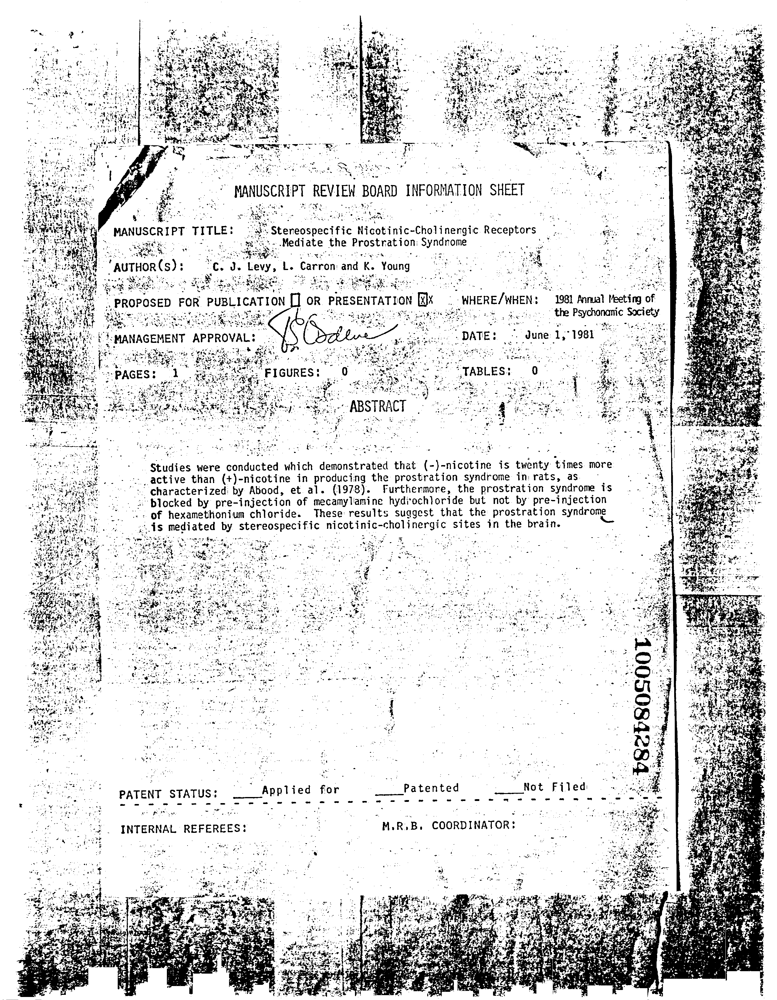 MANUSCRIPT REVIEW BOARD INFORMATION SHEET
MANUSCRIPT TITLE: Stereospecific Nicotinic-Cholinergic Receptors
Mediate the Prostration Syndrome
AUTHOR(S): C. J. Levy, L. Carron and K. Young
PROPOSED FOR PUBLICATION OR PRESENTATION X X WHERE/WHEN: 1981 Annual Meeting of
the Psychonomic Society
MANAGEMENT APPROVAL: DATE: June 1, 1981
PAGES: 1 FIGURES: 0 TABLES: 0
ABSTRACT
Studies were conducted which demonstrated that (-)-nicotine is twenty times more
active than (+)-nicotine in producing the prostration syndrome in rats, as
characterized by Abood, et al. (1978). Furthermore, the prostration syndrome is
blocked by pre-injection of mecamylamine hydrochloride but not by pre-injection
of hexamethonium chloride. These results suggest that the prostration syndrome
is mediated by stereospecific nicotinic-cholinergic sites in the brain.
1005084284
PATENT STATUS: ____Applied for ____Patented ____Not Filed
INTERNAL REFEREES: M.R.B. COORDINATOR: